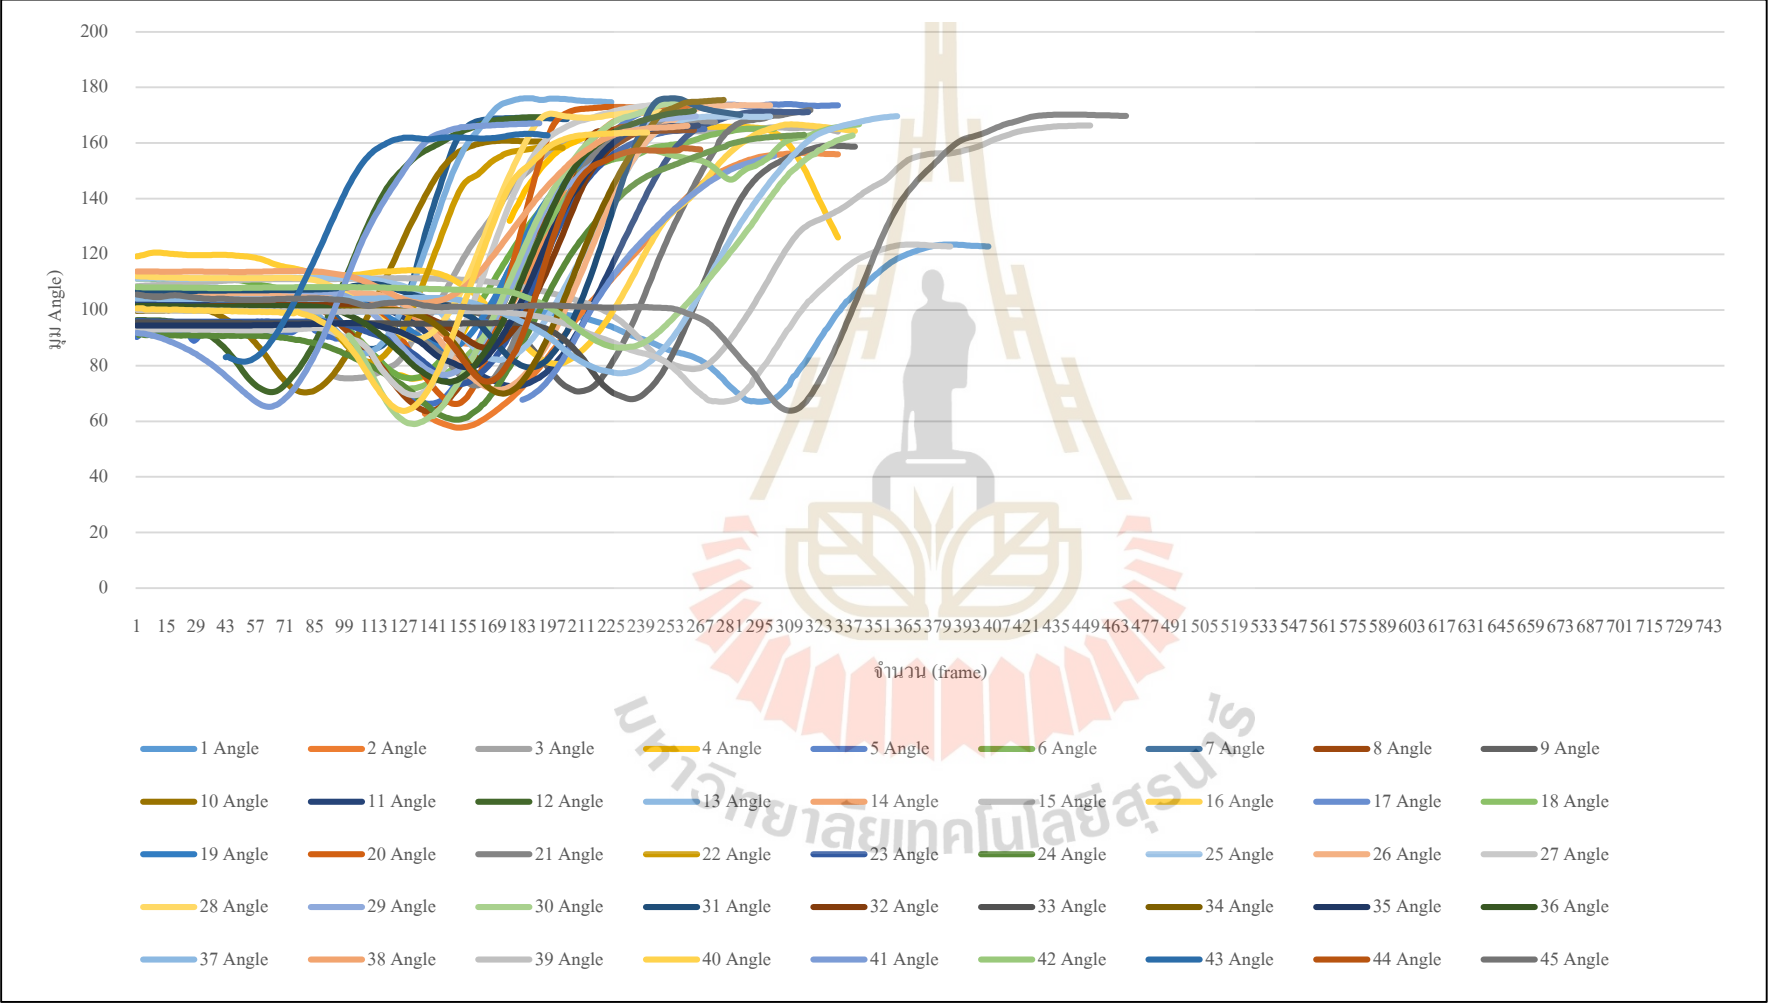 200
180
160
140
120
100
80
60
40
20
0
มุม Angle)
1 15 29 43 57 71 85 99 113 127 141 155 169 183 197 211 225 239 253 267 281 295 309 323 337 351 365 379 393 407 421 435 449 463 477 491 505 519 533 547 561 575 589 603 617 631 645 659 673 687 701 715 729 743
จำนวน (frame)
1 Angle 2 Angle 3 Angle 4 Angle 5 Angle 6 Angle 7 Angle 8 Angle 9 Angle
10 Angle 11 Angle 12 Angle 13 Angle 14 Angle 15 Angle 16 Angle 17 Angle 18 Angle
19 Angle 20 Angle 21 Angle 22 Angle 23 Angle 24 Angle 25 Angle 26 Angle 27 Angle
28 Angle 29 Angle 30 Angle 31 Angle 32 Angle 33 Angle 34 Angle 35 Angle 36 Angle
37 Angle 38 Angle 39 Angle 40 Angle 41 Angle 42 Angle 43 Angle 44 Angle 45 Angle
มหาวิทยาลัยเทคโนโลยีสุรนารี